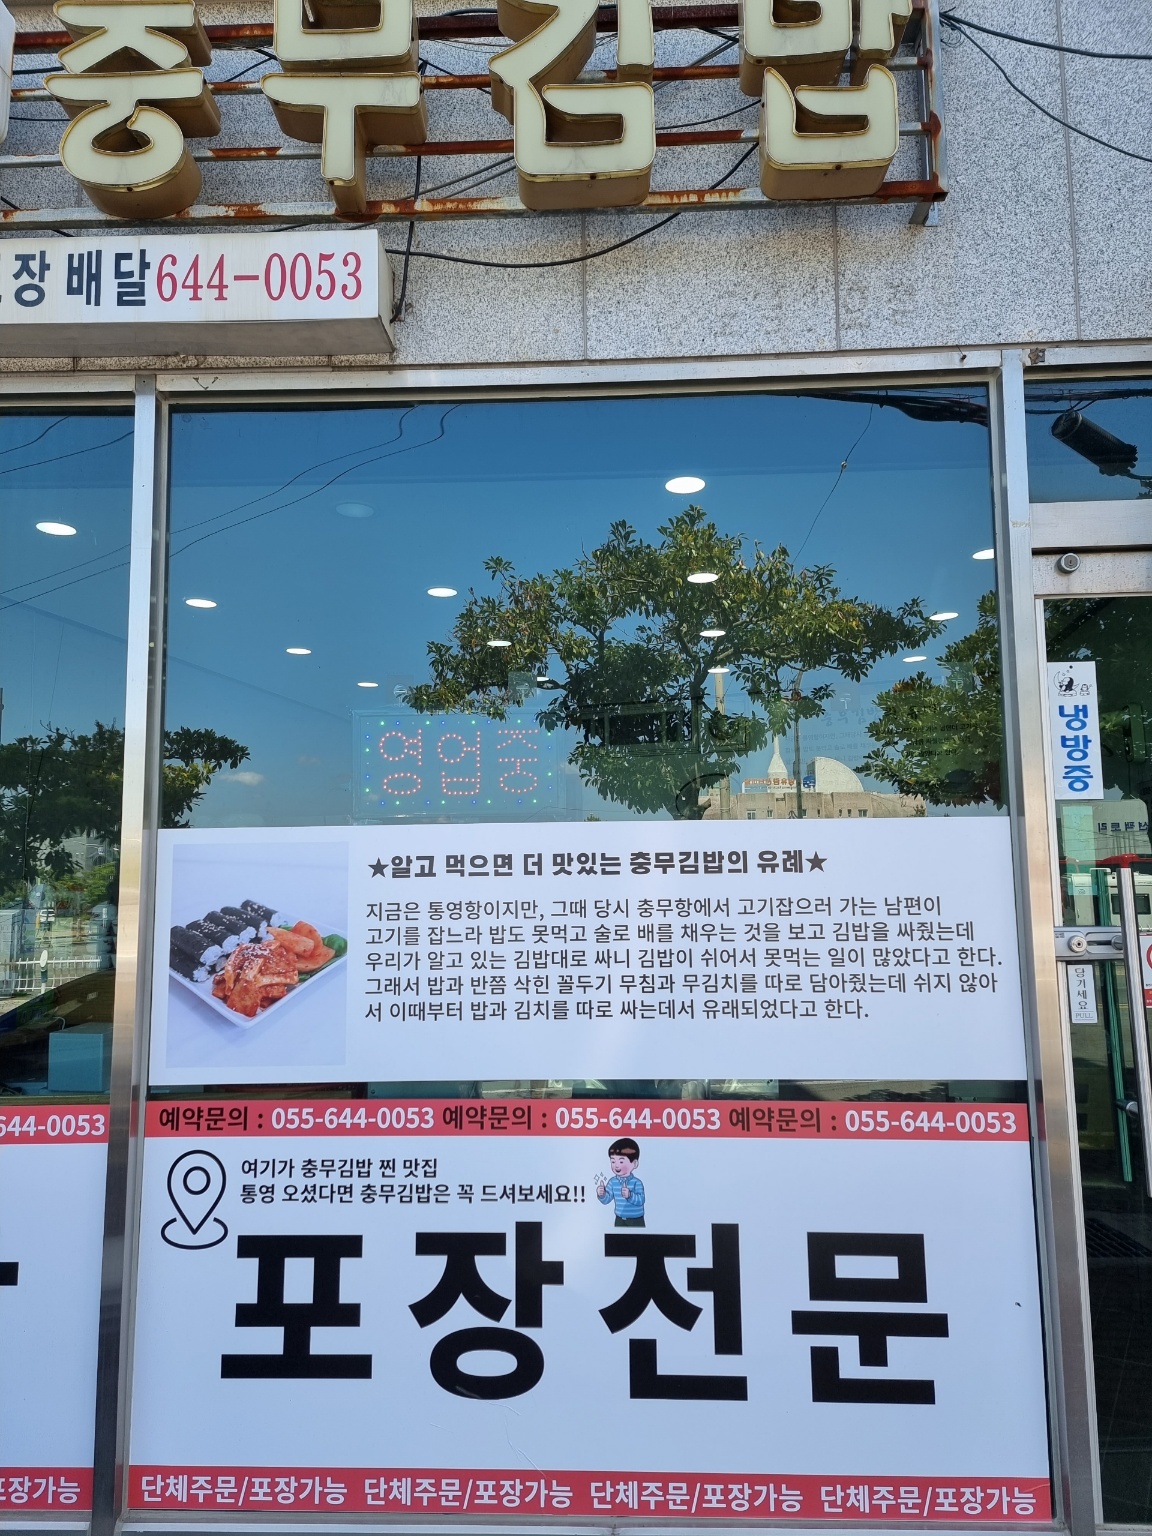 충무김밥
장 배달 644-0053
영업중
냉방중
★알고 먹으면 더 맛있는 충무김밥의 유례★
지금은 통영항이지만, 그때 당시 충무항에서 고기잡으러 가는 남편이
고기를 잡느라 밥도 못먹고 술로 배를 채우는 것을 보고 김밥을 싸줬는데
우리가 알고 있는 김밥대로 싸니 김밥이 쉬어서 못먹는 일이 많았다고 한다.
그래서 밥과 반쯤 삭힌 꼴두기 무침과 무김치를 따로 담아줬는데 쉬지 않아
서 이때부터 밥과 김치를 따로 싸는데서 유래되었다고 한다.
당기세요
PULL
644-0053
예약문의 : 055-644-0053 예약문의 : 055-644-0053 예약문의 : 055-644-0053
여기가 충무김밥 찐 맛집
통영 오셨다면 충무김밥은 꼭 드셔보세요!!
포장전문
포장가능
단체주문/포장가능 단체주문/포장가능 단체주문/포장가능 단체주문/포장가능